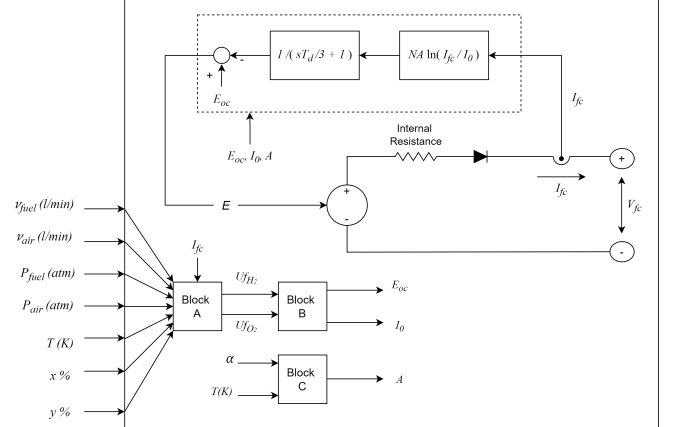 1 /( sT_d /3 + 1 )
NA ln( I_fc / I_0 )
-
+
E_oc
I_fc
E_oc, I_0, A
Internal
Resistance
+
I_fc
E
+
-
V_fc
-
ν_fuel (l/min)
ν_air (l/min)
P_fuel (atm)
P_air (atm)
T (K)
x %
y %
I_fc
Block
A
Uf_H2
Uf_O2
Block
B
E_oc
I_0
α
T(K)
Block
C
A